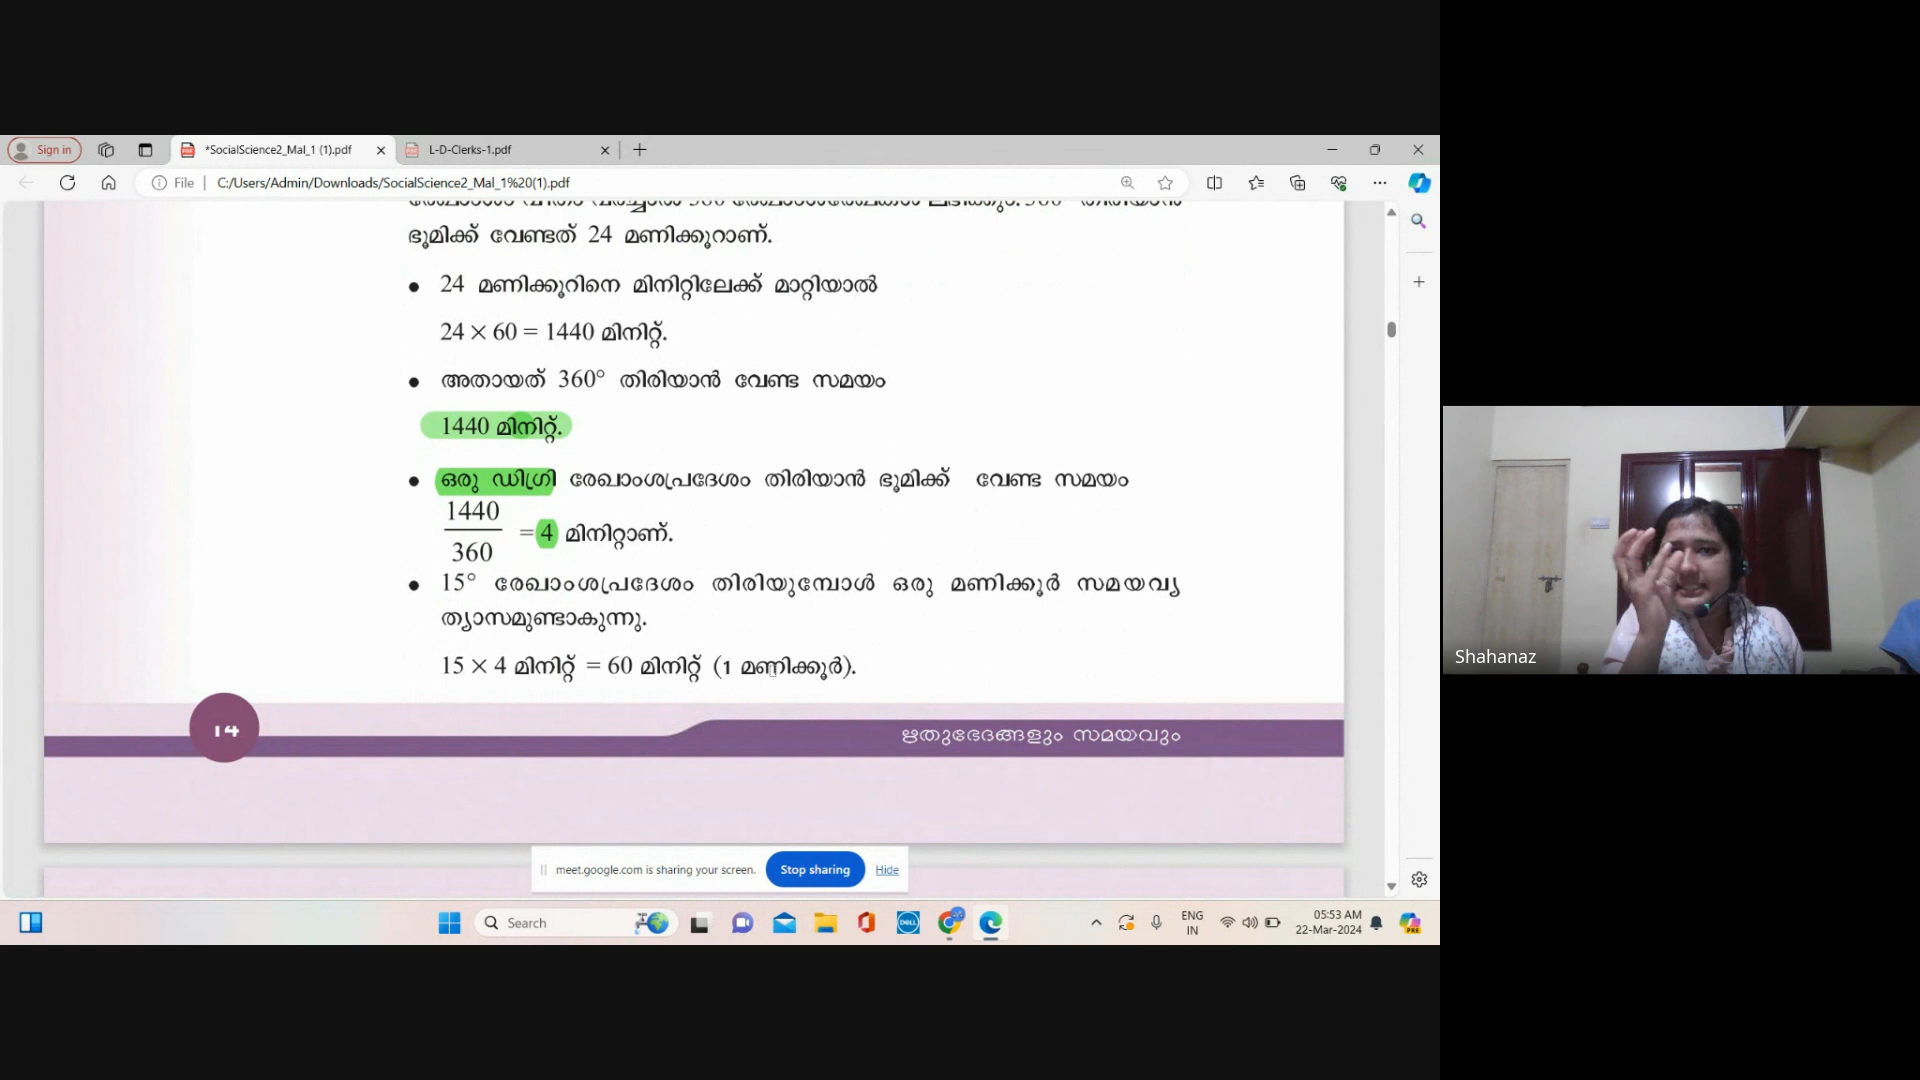 Sign in
*SocialScience2_Mal_1 (1).pdf
L-D-Clerks-1.pdf
File
C:/Users/Admin/Downloads/SocialScience2_Mal_1%20(1).pdf
ഭൂമിക്ക് വേണ്ടത് 24 മണിക്കൂറാണ്.
• 24 മണിക്കൂറിനെ മിനിറ്റിലേക്ക് മാറ്റിയാൽ
24 × 60 = 1440 മിനിറ്റ്.
• അതായത് 360° തിരിയാൻ വേണ്ട സമയം
1440 മിനിറ്റ്.
• ഒരു ഡിഗ്രി രേഖാംശപ്രദേശം തിരിയാൻ ഭൂമിക്ക് വേണ്ട സമയം
1440
360
= 4 മിനിറ്റാണ്.
• 15° രേഖാംശപ്രദേശം തിരിയുമ്പോൾ ഒരു മണിക്കൂർ സമയവ്യ
ത്യാസമുണ്ടാകുന്നു.
15 × 4 മിനിറ്റ് = 60 മിനിറ്റ് (1 മണിക്കൂർ).
14
ഋതുഭേദങ്ങളും സമയവും
meet.google.com is sharing your screen.
Stop sharing
Hide
Search
DELL
ENG
IN
05:53 AM
22-Mar-2024
PRE
Shahanaz